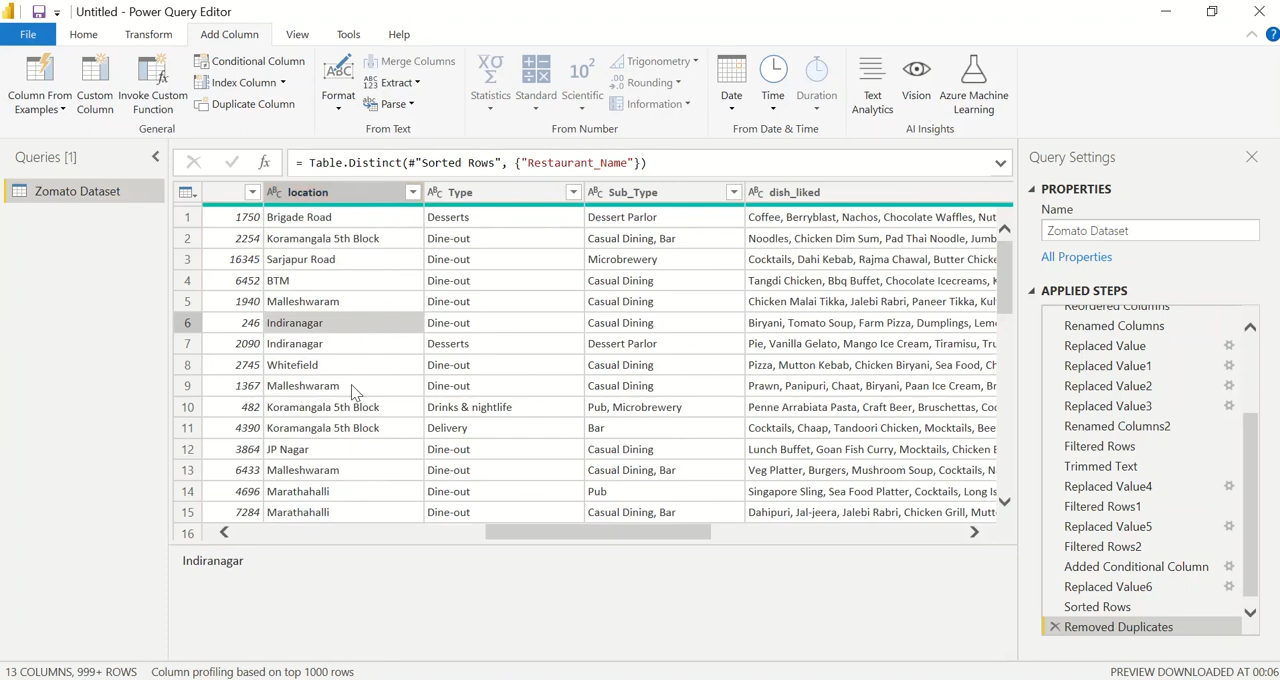 Untitled - Power Query Editor
File Home Transform Add Column View Tools Help
Column From Examples
Custom Column
Invoke Custom Function
Conditional Column
Index Column
Duplicate Column
General
Format
Merge Columns
Extract
Parse
From Text
Statistics
Standard
Scientific
Trigonometry
Rounding
Information
From Number
Date
Time
Duration
From Date & Time
Text Analytics
Vision
Azure Machine Learning
AI Insights
Queries [1]
Zomato Dataset
= Table.Distinct(#"Sorted Rows", {"Restaurant_Name"})
location Type Sub_Type dish_liked
1 1750 Brigade Road Desserts Dessert Parlor Coffee, Berryblast, Nachos, Chocolate Waffles, Nut
2 2254 Koramangala 5th Block Dine-out Casual Dining, Bar Noodles, Chicken Dim Sum, Pad Thai Noodle, Jumb
3 16345 Sarjapur Road Dine-out Microbrewery Cocktails, Dahi Kebab, Rajma Chawal, Butter Chicke
4 6452 BTM Dine-out Casual Dining Tangdi Chicken, Bbq Buffet, Chocolate Icecreams, K
5 1940 Malleshwaram Dine-out Casual Dining Chicken Malai Tikka, Jalebi Rabri, Paneer Tikka, Kul
6 246 Indiranagar Dine-out Casual Dining Biryani, Tomato Soup, Farm Pizza, Dumplings, Lem
7 2090 Indiranagar Desserts Dessert Parlor Pie, Vanilla Gelato, Mango Ice Cream, Tiramisu, Tru
8 2745 Whitefield Dine-out Casual Dining Pizza, Mutton Kebab, Chicken Biryani, Sea Food, Ch
9 1367 Malleshwaram Dine-out Casual Dining Prawn, Panipuri, Chaat, Biryani, Paan Ice Cream, Br
10 482 Koramangala 5th Block Drinks & nightlife Pub, Microbrewery Penne Arrabiata Pasta, Craft Beer, Bruschettas, Coc
11 4390 Koramangala 5th Block Delivery Bar Cocktails, Chaap, Tandoori Chicken, Mocktails, Bee
12 3864 JP Nagar Dine-out Casual Dining Lunch Buffet, Goan Fish Curry, Mocktails, Chicken B
13 6433 Malleshwaram Dine-out Casual Dining, Bar Veg Platter, Burgers, Mushroom Soup, Cocktails, N
14 4696 Marathahalli Dine-out Pub Singapore Sling, Sea Food Platter, Cocktails, Long Is
15 7284 Marathahalli Dine-out Casual Dining, Bar Dahipuri, Jal-jeera, Jalebi Rabri, Chicken Grill, Mutt
16
Indiranagar
Query Settings
PROPERTIES
Name
Zomato Dataset
All Properties
APPLIED STEPS
Reordered Columns
Renamed Columns
Replaced Value
Replaced Value1
Replaced Value2
Replaced Value3
Renamed Columns2
Filtered Rows
Trimmed Text
Replaced Value4
Filtered Rows1
Replaced Value5
Filtered Rows2
Added Conditional Column
Replaced Value6
Sorted Rows
Removed Duplicates
13 COLUMNS, 999+ ROWS Column profiling based on top 1000 rows PREVIEW DOWNLOADED AT 00:06